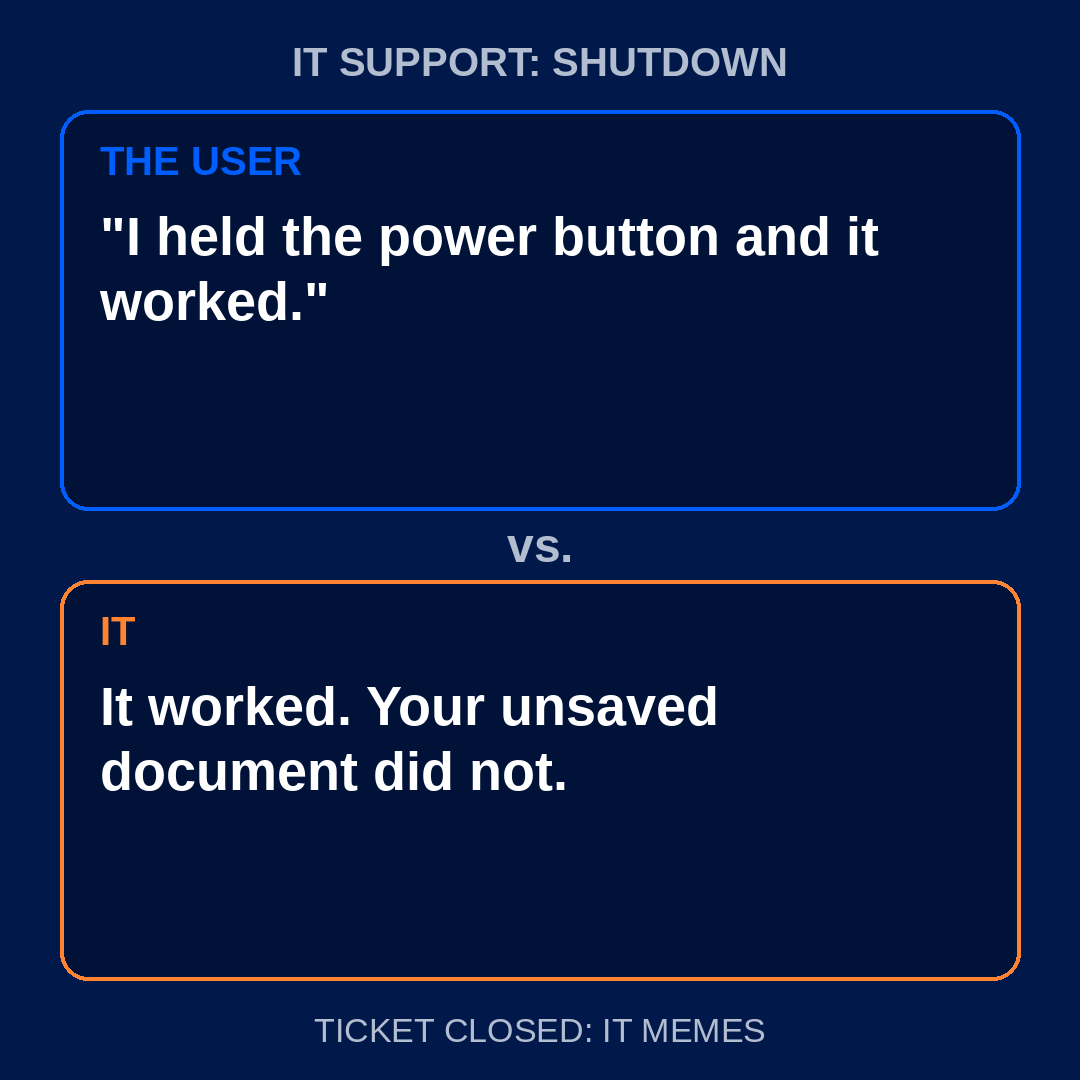 IT SUPPORT: SHUTDOWN
THE USER
"I held the power button and it
worked."
vs.
IT
It worked. Your unsaved
document did not.
TICKET CLOSED: IT MEMES